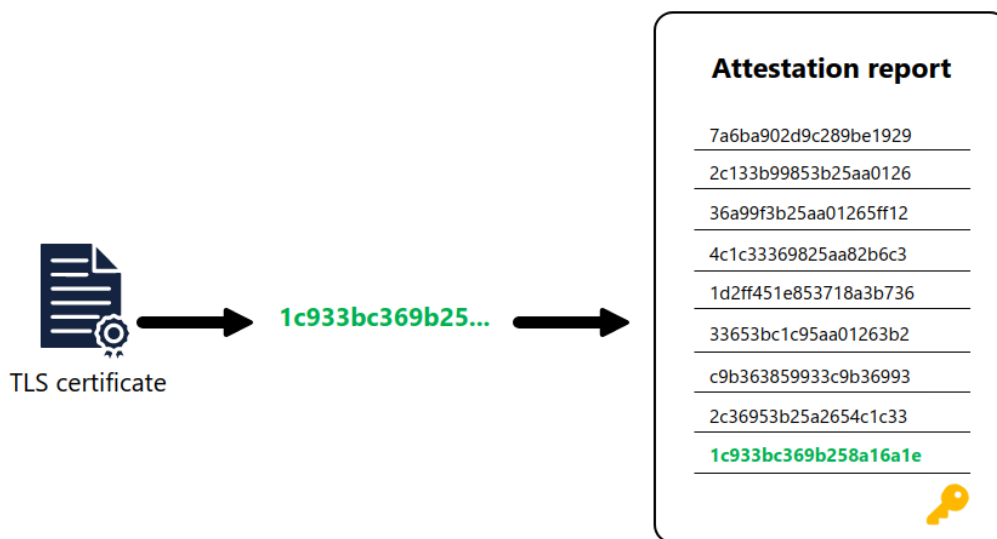 Attestation report
7a6ba902d9c289be1929
2c133b99853b25aa0126
36a99f3b25aa01265ff12
4c1c33369825aa82b6c3
1d2ff451e853718a3b736
33653bc1c95aa01263b2
c9b363859933c9b36993
2c36953b25a2654c1c33
1c933bc369b258a16a1e
1c933bc369b25...
TLS certificate